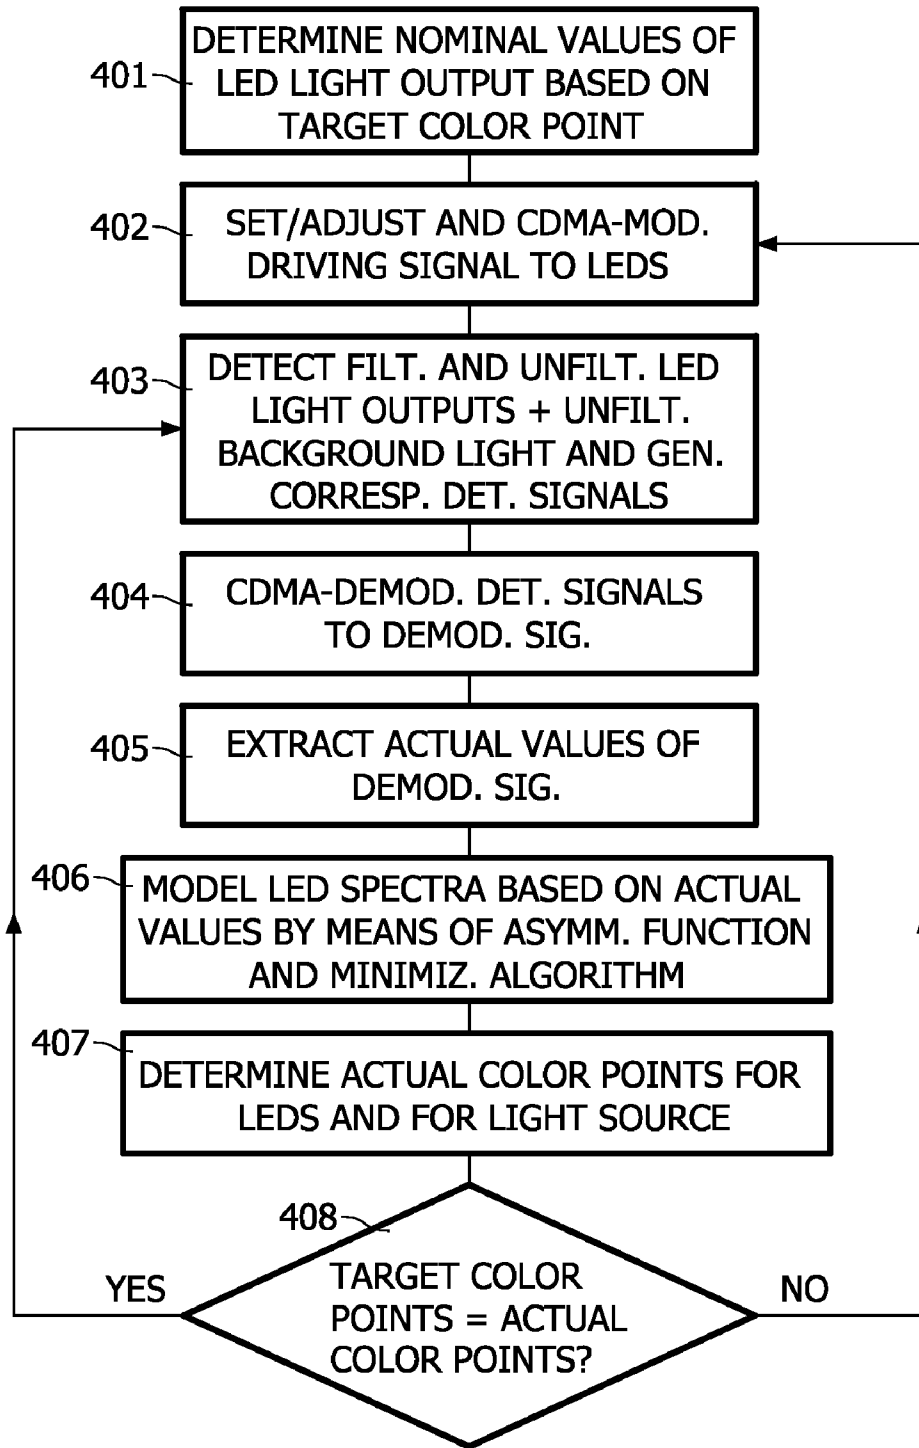 401
DETERMINE NOMINAL VALUES OF
LED LIGHT OUTPUT BASED ON
TARGET COLOR POINT
402
SET/ADJUST AND CDMA-MOD.
DRIVING SIGNAL TO LEDS
403
DETECT FILT. AND UNFILT. LED
LIGHT OUTPUTS + UNFILT.
BACKGROUND LIGHT AND GEN.
CORRESP. DET. SIGNALS
404
CDMA-DEMOD. DET. SIGNALS
TO DEMOD. SIG.
405
EXTRACT ACTUAL VALUES OF
DEMOD. SIG.
406
MODEL LED SPECTRA BASED ON ACTUAL
VALUES BY MEANS OF ASYMM. FUNCTION
AND MINIMIZ. ALGORITHM
407
DETERMINE ACTUAL COLOR POINTS FOR
LEDS AND FOR LIGHT SOURCE
408
TARGET COLOR
POINTS = ACTUAL
COLOR POINTS?
YES
NO